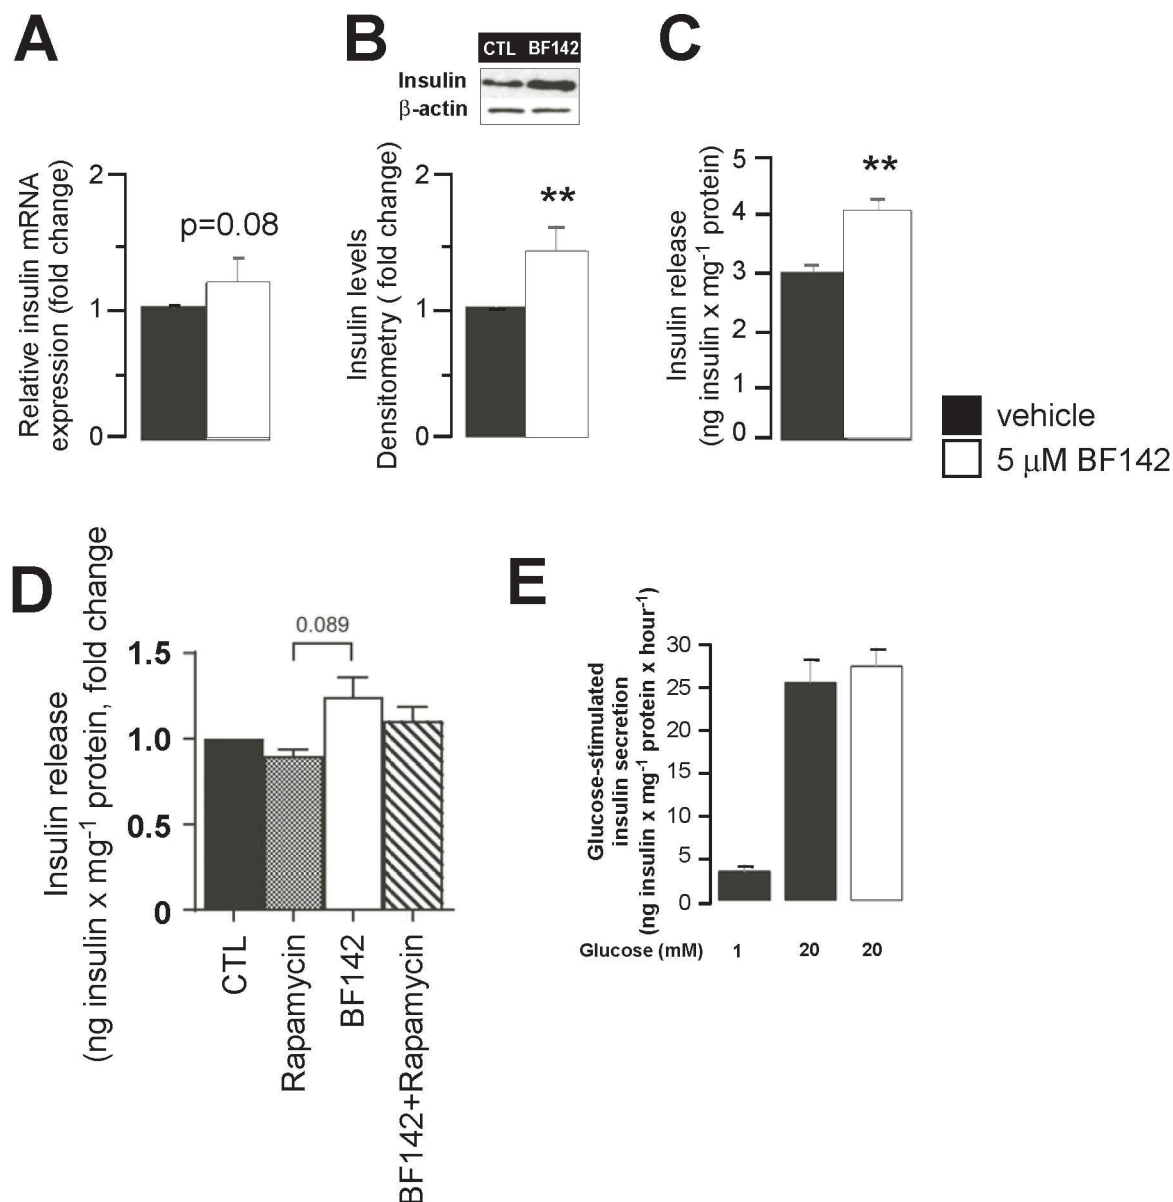 A
Relative insulin mRNA
expression (fold change)
2
1
0
p=0.08
B
CTL BF142
Insulin
β-actin
Insulin levels
Densitometry ( fold change)
2
1
0
**
C
Insulin release
(ng insulin x mg⁻¹ protein)
5
4
3
2
1
0
**
vehicle
5 μM BF142
D
Insulin release
(ng insulin x mg⁻¹ protein, fold change
1.5
1.0
0.5
0
0.089
CTL
Rapamycin
BF142
BF142+Rapamycin
E
Glucose-stimulated
insulin secretion
(ng insulin x mg⁻¹ protein x hour⁻¹)
30
25
20
15
10
5
0
Glucose (mM) 1 20 20